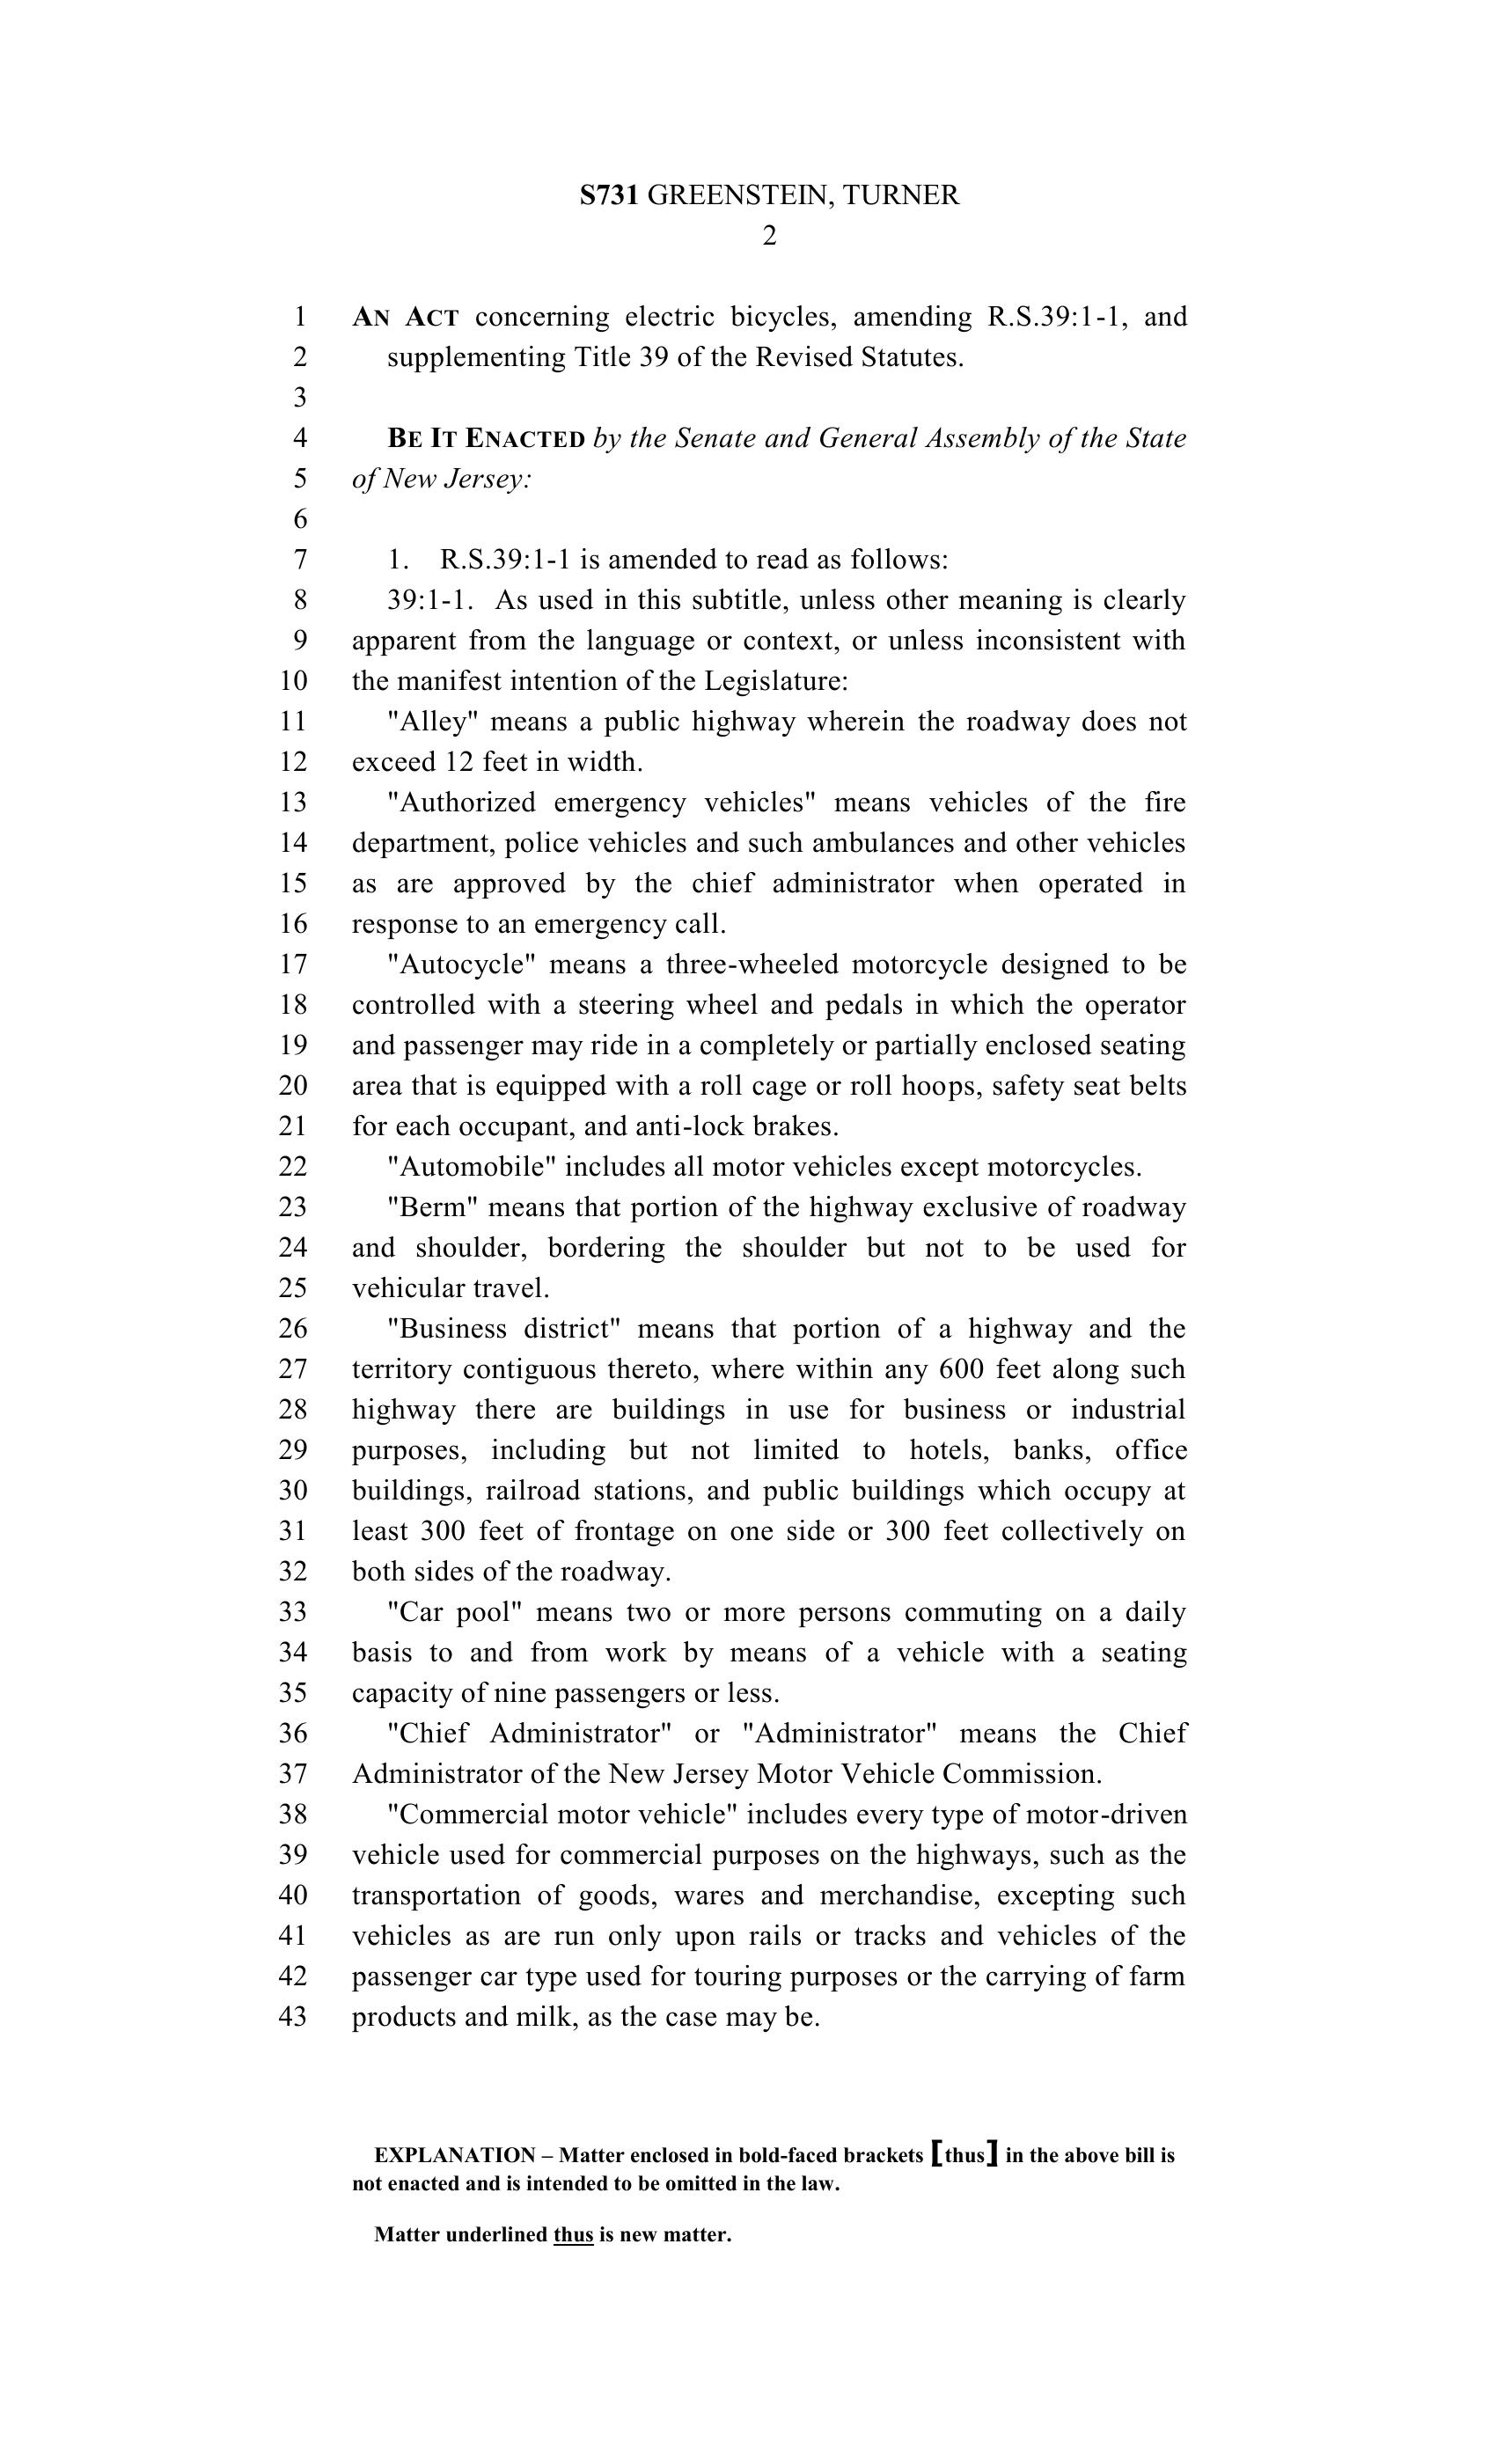 S731 GREENSTEIN, TURNER
2
1 AN ACT concerning electric bicycles, amending R.S.39:1-1, and
2 supplementing Title 39 of the Revised Statutes.
3
4 BE IT ENACTED by the Senate and General Assembly of the State
5 of New Jersey:
6
7 1. R.S.39:1-1 is amended to read as follows:
8 39:1-1. As used in this subtitle, unless other meaning is clearly
9 apparent from the language or context, or unless inconsistent with
10 the manifest intention of the Legislature:
11 "Alley" means a public highway wherein the roadway does not
12 exceed 12 feet in width.
13 "Authorized emergency vehicles" means vehicles of the fire
14 department, police vehicles and such ambulances and other vehicles
15 as are approved by the chief administrator when operated in
16 response to an emergency call.
17 "Autocycle" means a three-wheeled motorcycle designed to be
18 controlled with a steering wheel and pedals in which the operator
19 and passenger may ride in a completely or partially enclosed seating
20 area that is equipped with a roll cage or roll hoops, safety seat belts
21 for each occupant, and anti-lock brakes.
22 "Automobile" includes all motor vehicles except motorcycles.
23 "Berm" means that portion of the highway exclusive of roadway
24 and shoulder, bordering the shoulder but not to be used for
25 vehicular travel.
26 "Business district" means that portion of a highway and the
27 territory contiguous thereto, where within any 600 feet along such
28 highway there are buildings in use for business or industrial
29 purposes, including but not limited to hotels, banks, office
30 buildings, railroad stations, and public buildings which occupy at
31 least 300 feet of frontage on one side or 300 feet collectively on
32 both sides of the roadway.
33 "Car pool" means two or more persons commuting on a daily
34 basis to and from work by means of a vehicle with a seating
35 capacity of nine passengers or less.
36 "Chief Administrator" or "Administrator" means the Chief
37 Administrator of the New Jersey Motor Vehicle Commission.
38 "Commercial motor vehicle" includes every type of motor-driven
39 vehicle used for commercial purposes on the highways, such as the
40 transportation of goods, wares and merchandise, excepting such
41 vehicles as are run only upon rails or tracks and vehicles of the
42 passenger car type used for touring purposes or the carrying of farm
43 products and milk, as the case may be.
EXPLANATION – Matter enclosed in bold-faced brackets [thus] in the above bill is
not enacted and is intended to be omitted in the law.
Matter underlined thus is new matter.